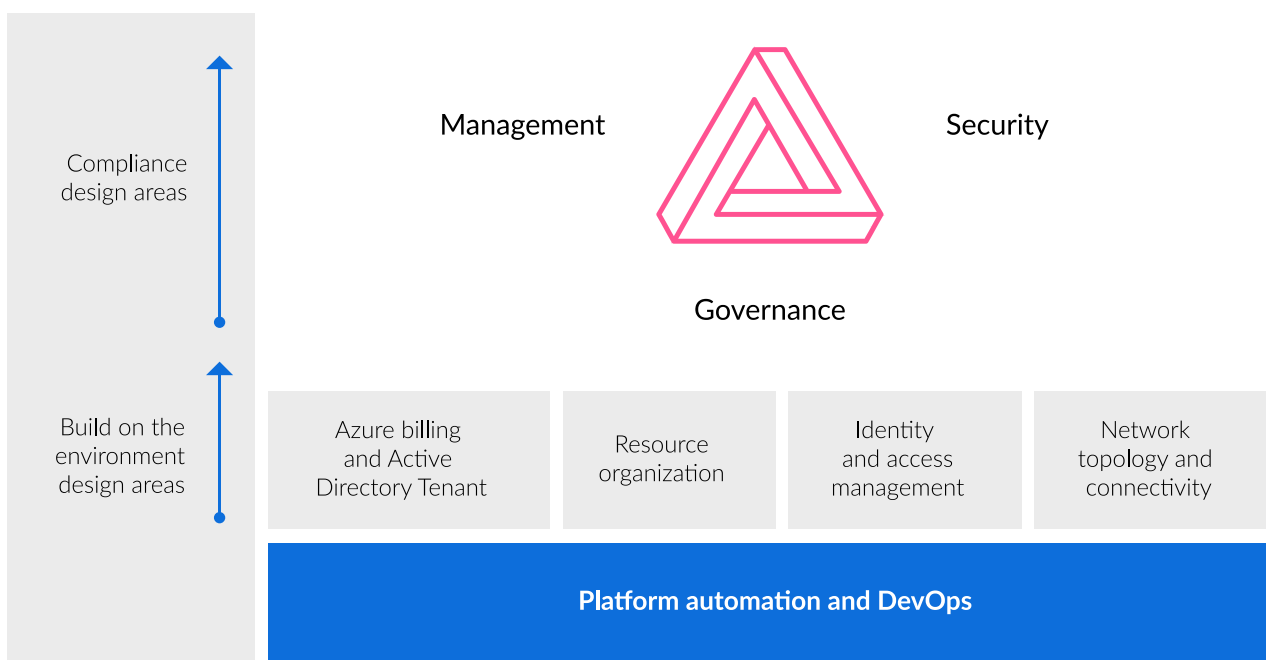 Management
Security
Compliance
design areas
Governance
Build on the
environment
design areas
Azure billing
and Active
Directory Tenant
Resource
organization
Identity
and access
management
Network
topology and
connectivity
Platform automation and DevOps